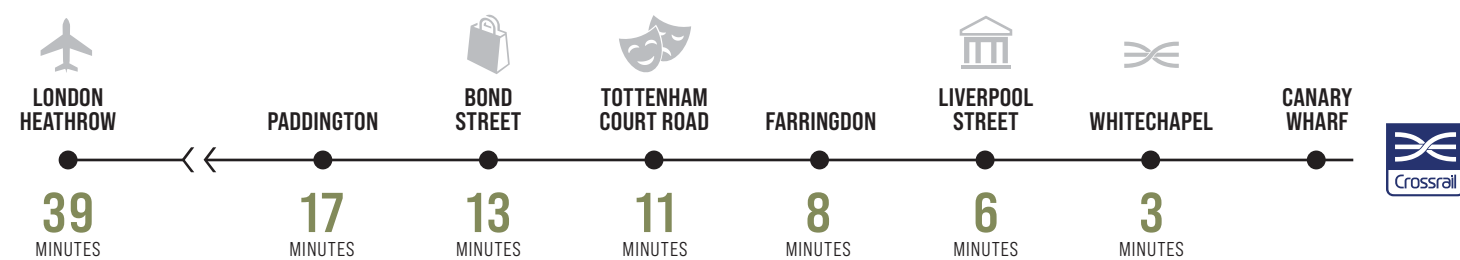 LONDON
HEATHROW
PADDINGTON
BOND
STREET
TOTTENHAM
COURT ROAD
FARRINGDON
LIVERPOOL
STREET
WHITECHAPEL
CANARY
WHARF
Crossrail
39
MINUTES
17
MINUTES
13
MINUTES
11
MINUTES
8
MINUTES
6
MINUTES
3
MINUTES